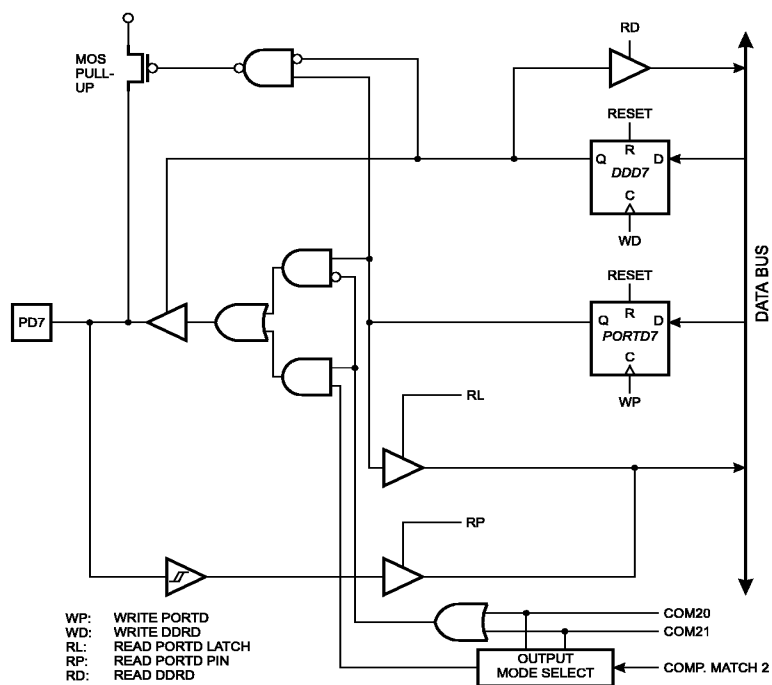 RD
MOS
PULL-
UP
RESET
Q
R
D
DDD7
C
WD
RESET
Q
R
D
PORTD7
C
WP
PD7
DATA BUS
RL
RP
WP: WRITE PORTD
WD: WRITE DDRD
RL: READ PORTD LATCH
RP: READ PORTD PIN
RD: READ DDRD
COM20
COM21
OUTPUT
MODE SELECT
COMP. MATCH 2